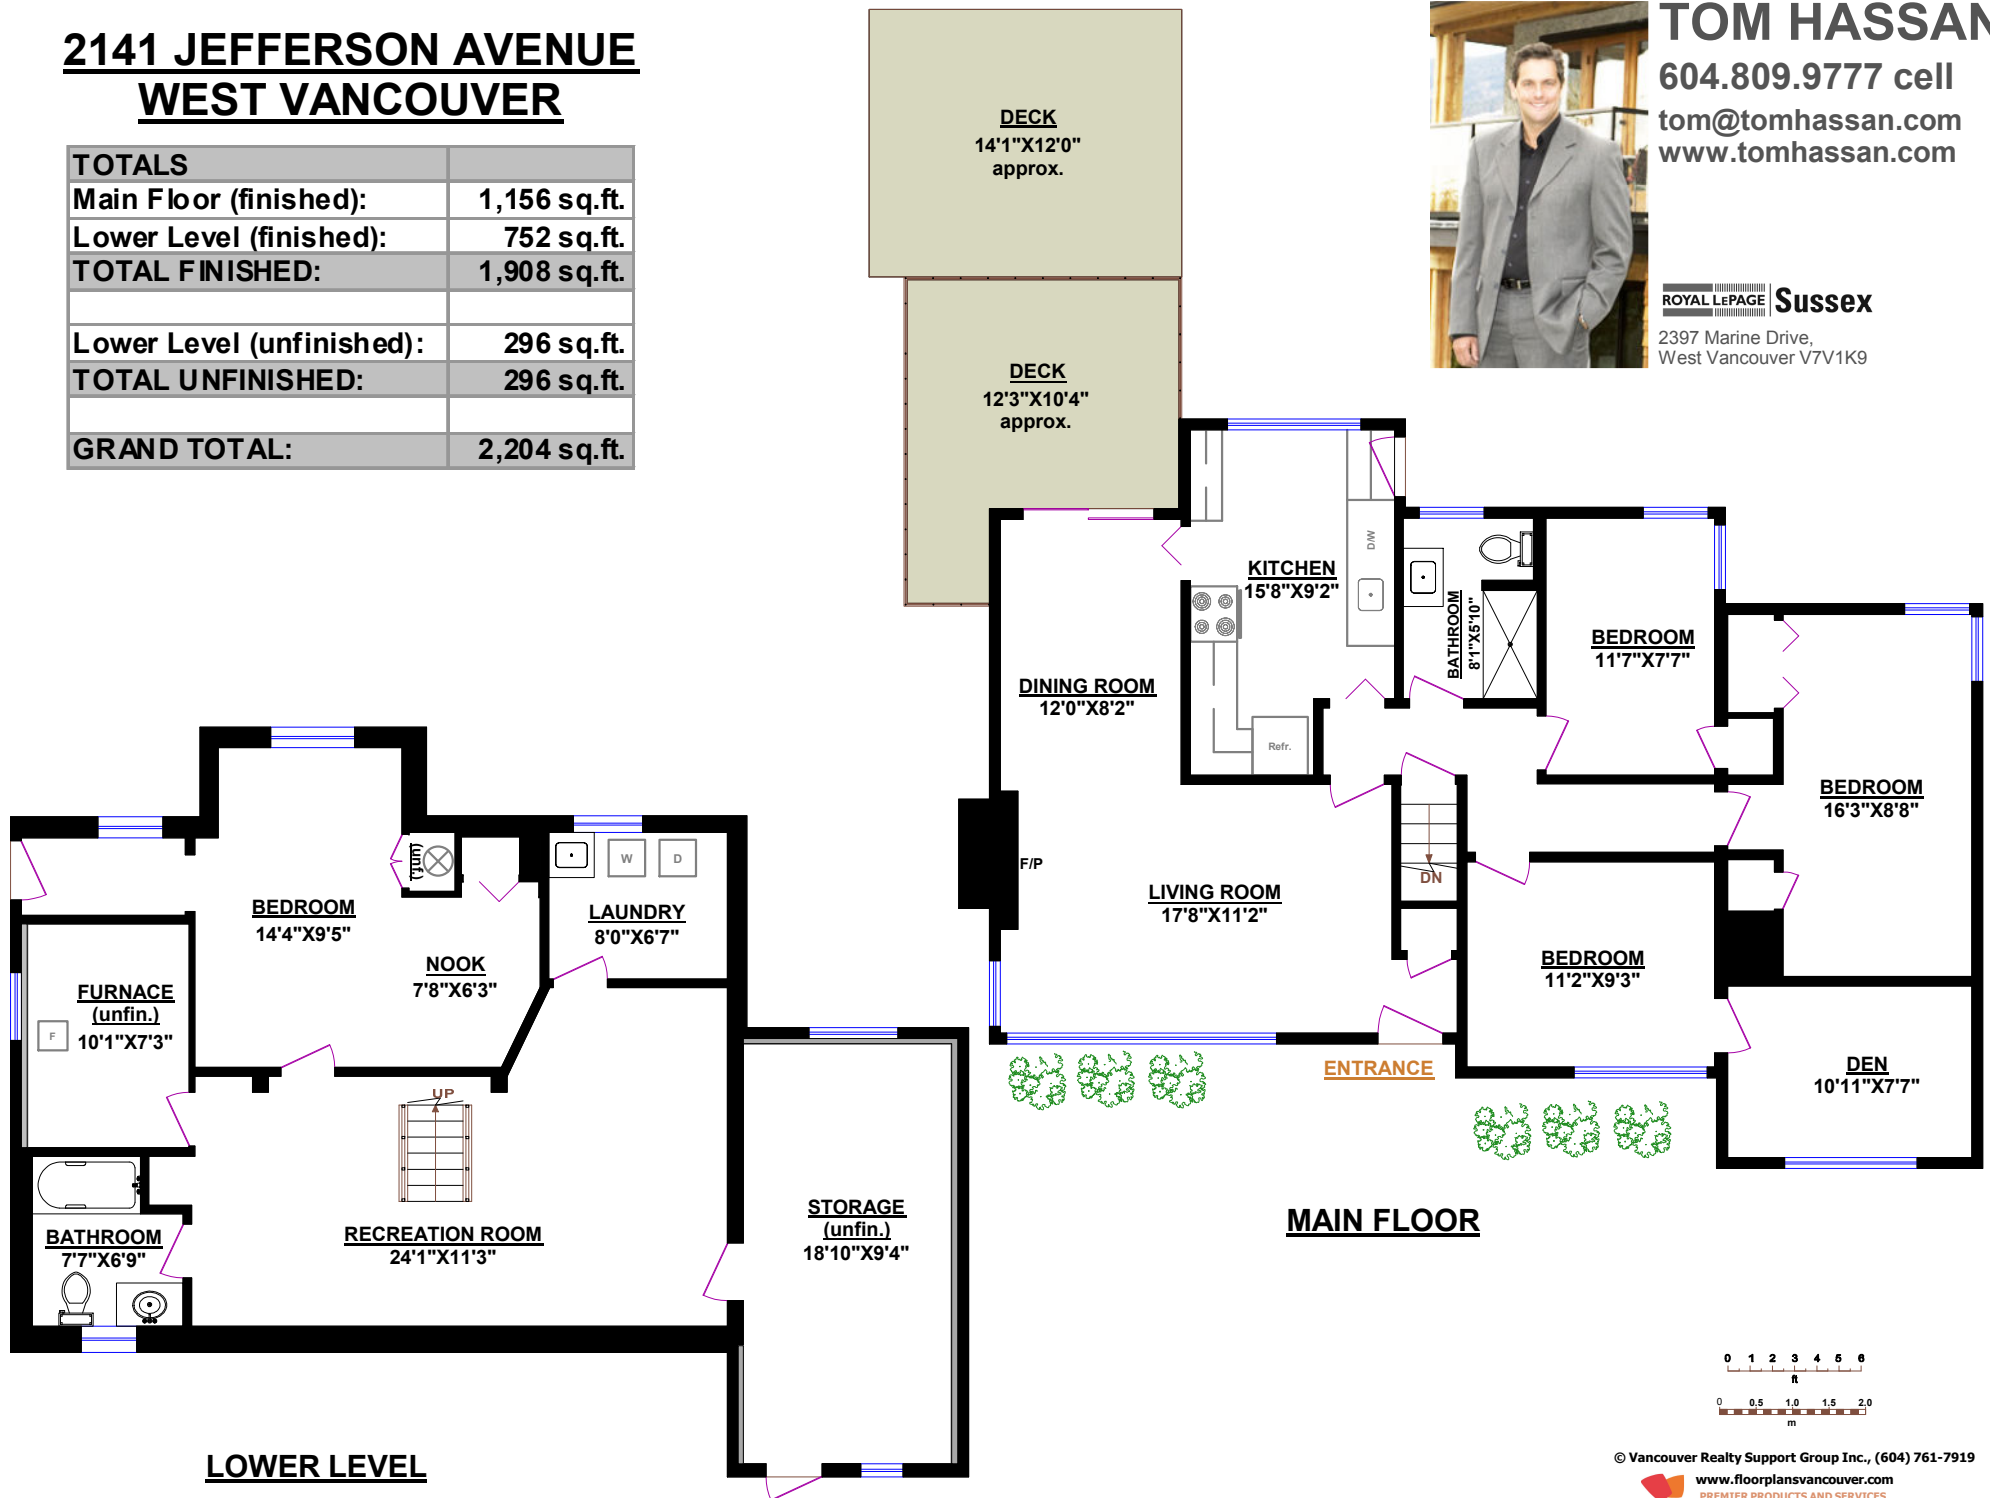 2141 JEFFERSON AVENUE
WEST VANCOUVER
TOTALS
Main Floor (finished): 1,156 sq.ft.
Lower Level (finished): 752 sq.ft.
TOTAL FINISHED: 1,908 sq.ft.
Lower Level (unfinished): 296 sq.ft.
TOTAL UNFINISHED: 296 sq.ft.
GRAND TOTAL: 2,204 sq.ft.
TOM HASSAN
604.809.9777 cell
tom@tomhassan.com
www.tomhassan.com
ROYAL LEPAGE Sussex
2397 Marine Drive,
West Vancouver V7V1K9
DECK
14'1"X12'0"
approx.
DECK
12'3"X10'4"
approx.
KITCHEN
15'8"X9'2"
D/W
Refr.
BATHROOM
8'1"X5'10"
BEDROOM
11'7"X7'7"
DINING ROOM
12'0"X8'2"
BEDROOM
16'3"X8'8"
F/P
LIVING ROOM
17'8"X11'2"
DN
BEDROOM
11'2"X9'3"
DEN
10'11"X7'7"
ENTRANCE
MAIN FLOOR
BEDROOM
14'4"X9'5"
(unf.)
W
D
LAUNDRY
8'0"X6'7"
NOOK
7'8"X6'3"
FURNACE
(unfin.)
10'1"X7'3"
F
UP
BATHROOM
7'7"X6'9"
RECREATION ROOM
24'1"X11'3"
STORAGE
(unfin.)
18'10"X9'4"
LOWER LEVEL
0 1 2 3 4 5 6
ft
0 0.5 1.0 1.5 2.0
m
© Vancouver Realty Support Group Inc., (604) 761-7919
www.floorplansvancouver.com
PREMIER PRODUCTS AND SERVICES